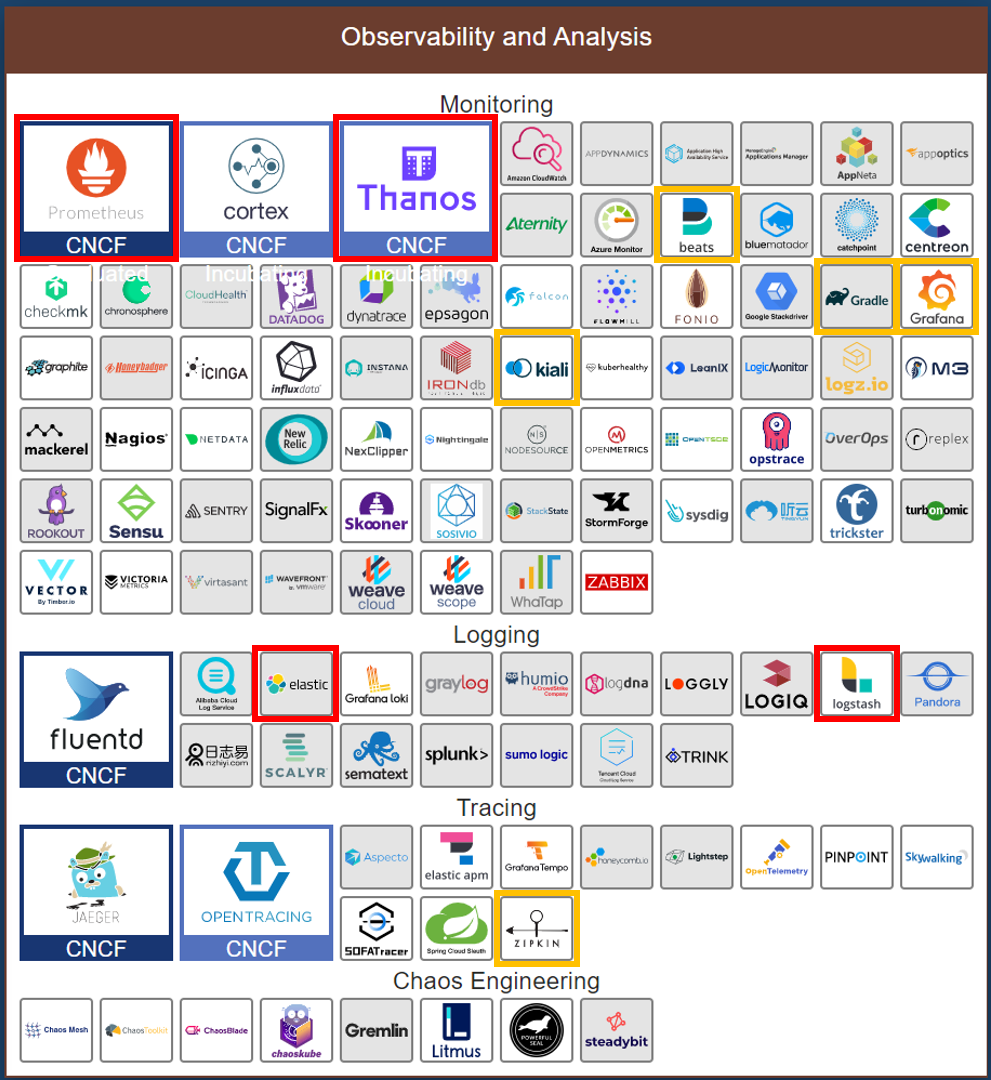 Observability and Analysis
Monitoring
Prometheus
CNCF
Graduated
cortex
CNCF
Incubating
Thanos
CNCF
Incubating
Amazon CloudWatch
APPDYNAMICS
Application High
Availability Service
ManageEngine
Applications Manager
AppNeta
appoptics
Aternity
Azure Monitor
beats
bluematador
catchpoint
centreon
checkmk
chronosphere
CloudHealth
DATADOG
dynatrace
epsagon
falcon
FLOWMILL
FONIO
Google Stackdriver
Gradle
Grafana
graphite
Honeybadger
ICINGA
influxdata
INSTANA
IRONdb
kiali
kuberhealthy
LeanIX
LogicMonitor
logz.io
M3
mackerel
Nagios
NETDATA
New
Relic
NexClipper
Nightingale
N|S
NODESOURCE
OPENMETRICS
OPENTSDB
opstrace
OverOps
replex
ROOKOUT
Sensu
SENTRY
SignalFx
Skooner
SOSIVIO
StackState
StormForge
sysdig
听云
TINGYUN
trickster
turbonomic
VECTOR
By Timber.io
VICTORIA
METRICS
virtasant
WAVEFRONT
by vmware
weave
cloud
weave
scope
WhaTap
ZABBIX
Logging
fluentd
CNCF
Alibaba Cloud
Log Service
elastic
Grafana loki
graylog
humio
A CrowdStrike
Company
logdna
LOGGLY
LOGIQ
logstash
Pandora
日志易
rizhiyi.com
SCALYR
sematext
splunk>
sumo logic
Tencent Cloud
Cloud Log Service
TRINK
Tracing
JAEGER
CNCF
OPENTRACING
CNCF
Aspecto
elastic apm
Grafana Tempo
honeycomb.io
Lightstep
OpenTelemetry
PINPOINT
Skywalking
SOFATracer
Spring Cloud Sleuth
ZIPKIN
Chaos Engineering
Chaos Mesh
ChaosToolkit
ChaosBlade
chaoskube
Gremlin
Litmus
POWERFUL
SEAL
steadybit